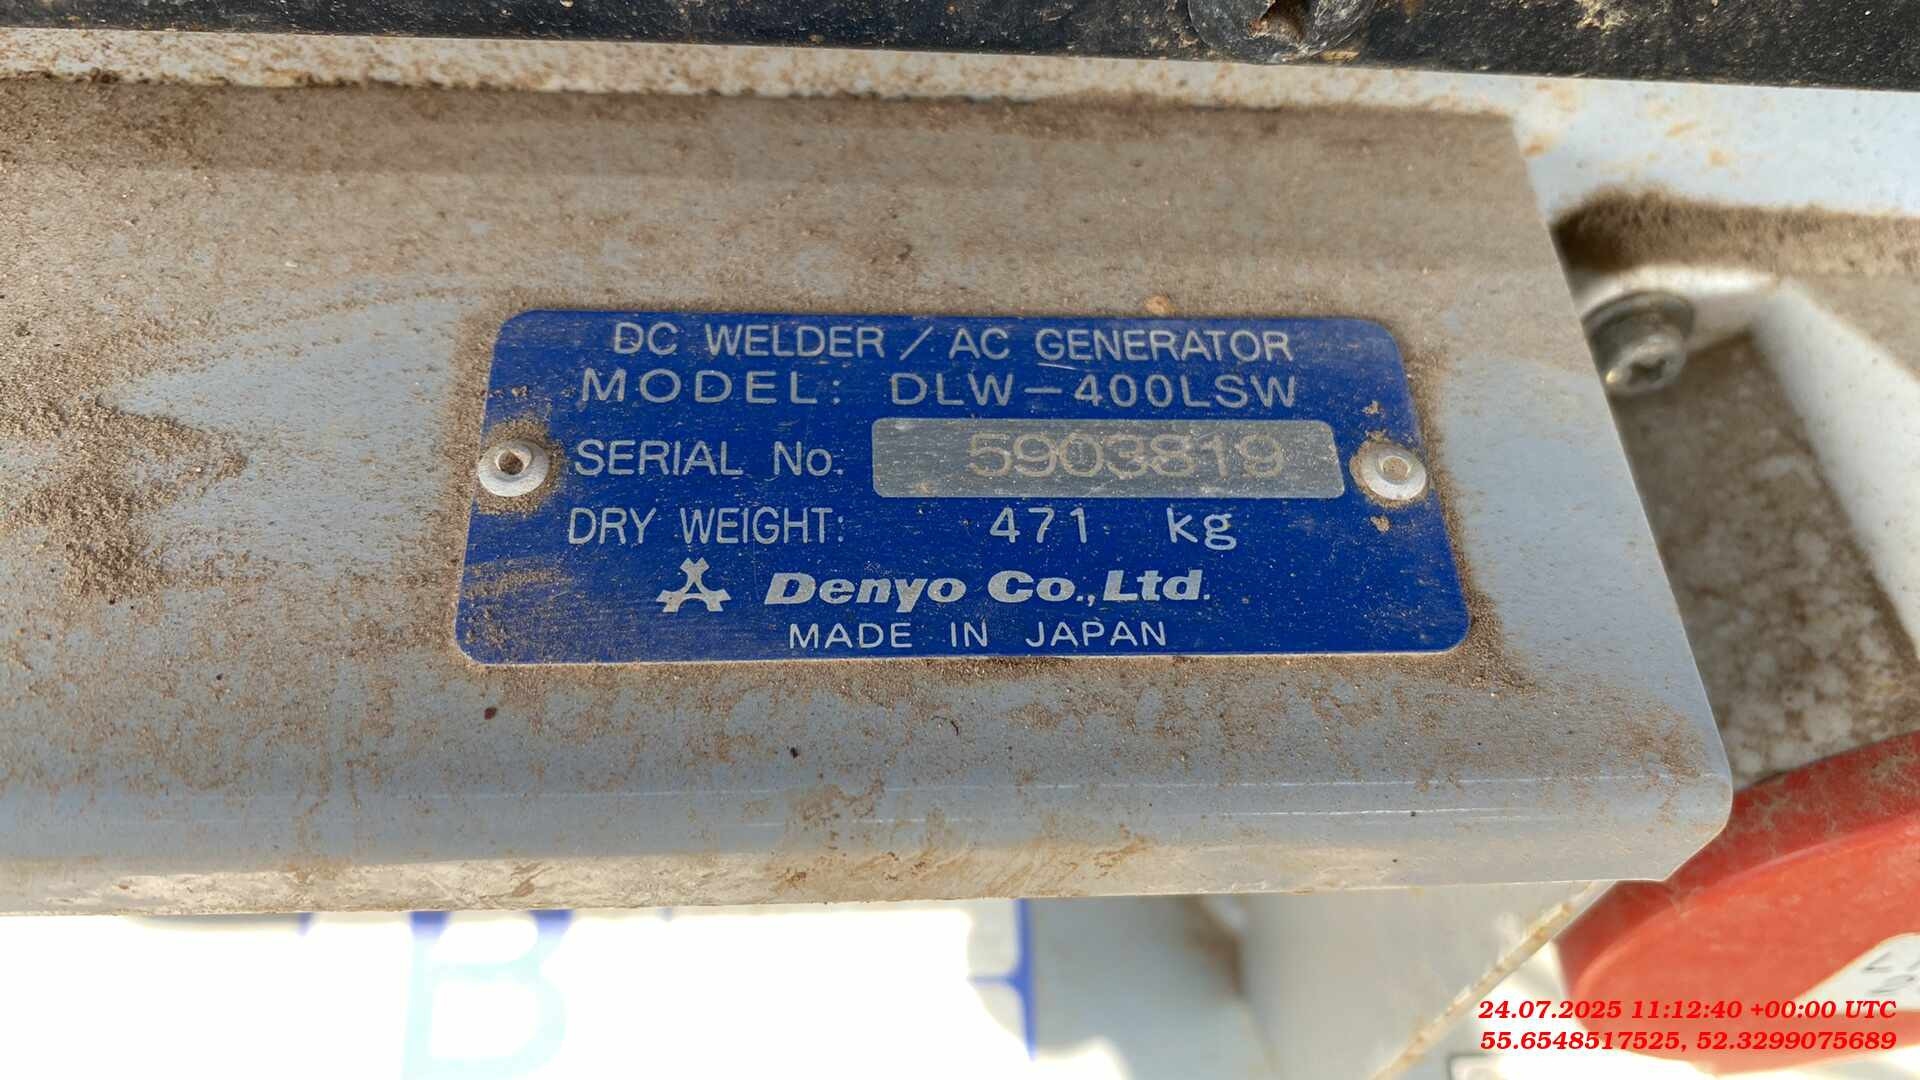 DC WELDER / AC GENERATOR
MODEL: DLW-400LSW
SERIAL No. 5903819
DRY WEIGHT: 471 kg
Denyo Co.,Ltd.
MADE IN JAPAN
B
24.07.2025 11:12:40 +00:00 UTC
55.6548517525, 52.3299075689